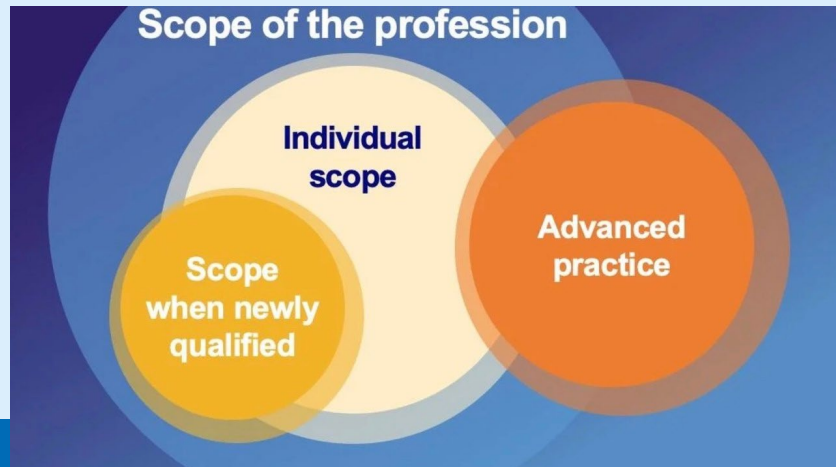 Scope of the profession
Individual
scope
Advanced
practice
Scope
when newly
qualified